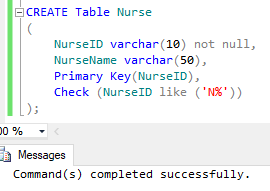 CREATE Table Nurse
(
NurseID varchar(10) not null,
NurseName varchar(50),
Primary Key(NurseID),
Check (NurseID like ('N%'))
);
00 %
Messages
Command(s) completed successfully.